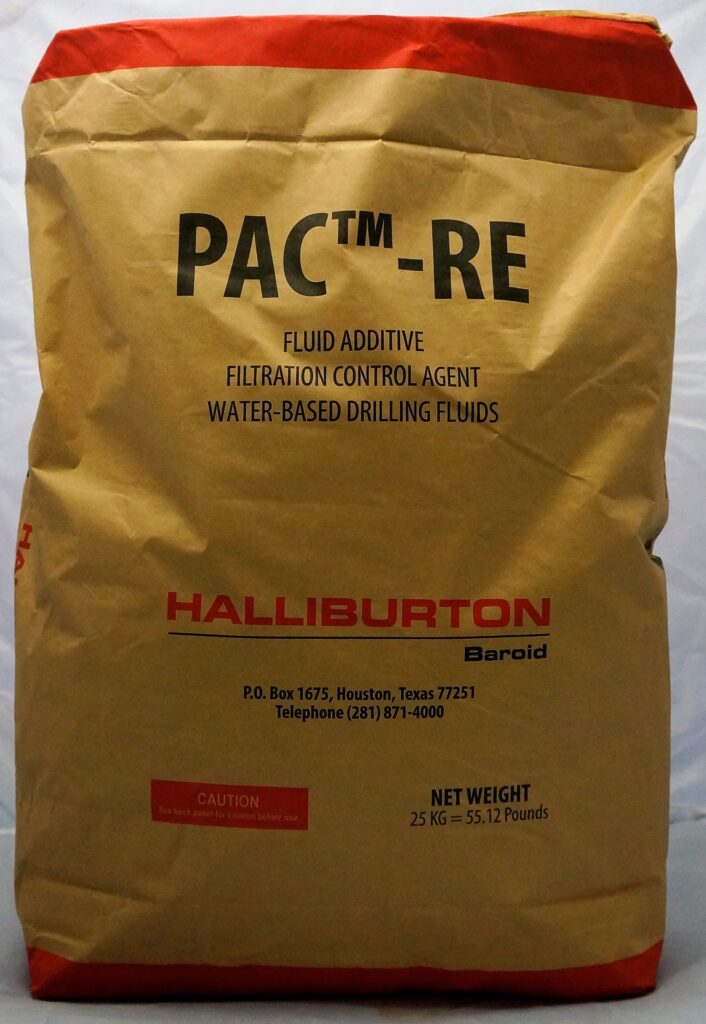 PAC™-RE
FLUID ADDITIVE
FILTRATION CONTROL AGENT
WATER-BASED DRILLING FLUIDS
HALLIBURTON
Baroid
P.O. Box 1675, Houston, Texas 77251
Telephone (281) 871-4000
CAUTION
See back panel for caution before use.
NET WEIGHT
25 KG = 55.12 Pounds
HA